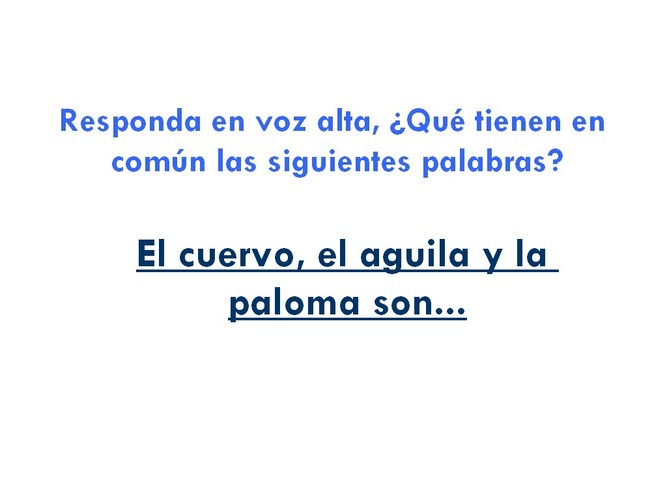 Responda en voz alta, ¿Qué tienen en
común las siguientes palabras?
El cuervo, el aguila y la
paloma son...